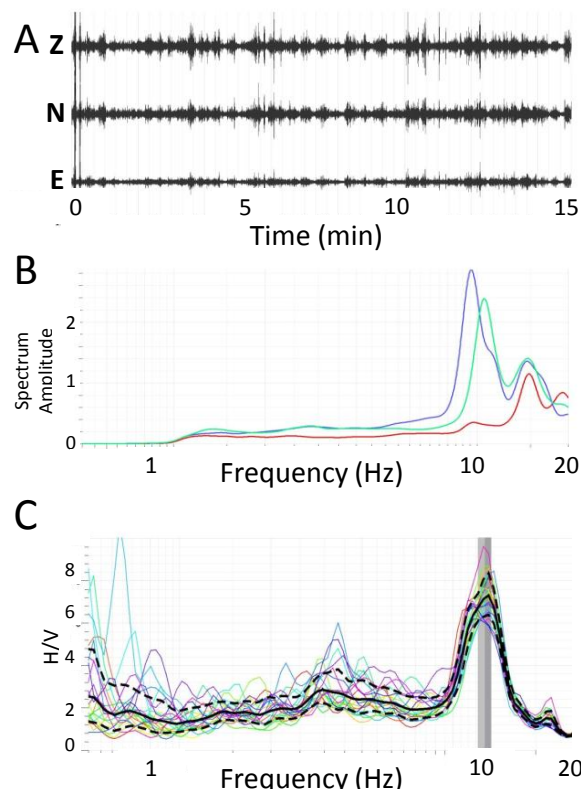 A
Z
N
E
0 5 10 15
Time (min)
B
Spectrum
Amplitude
2
1
0
1 10 20
Frequency (Hz)
C
H/V
8
6
4
2
0
1 10 20
Frequency (Hz)